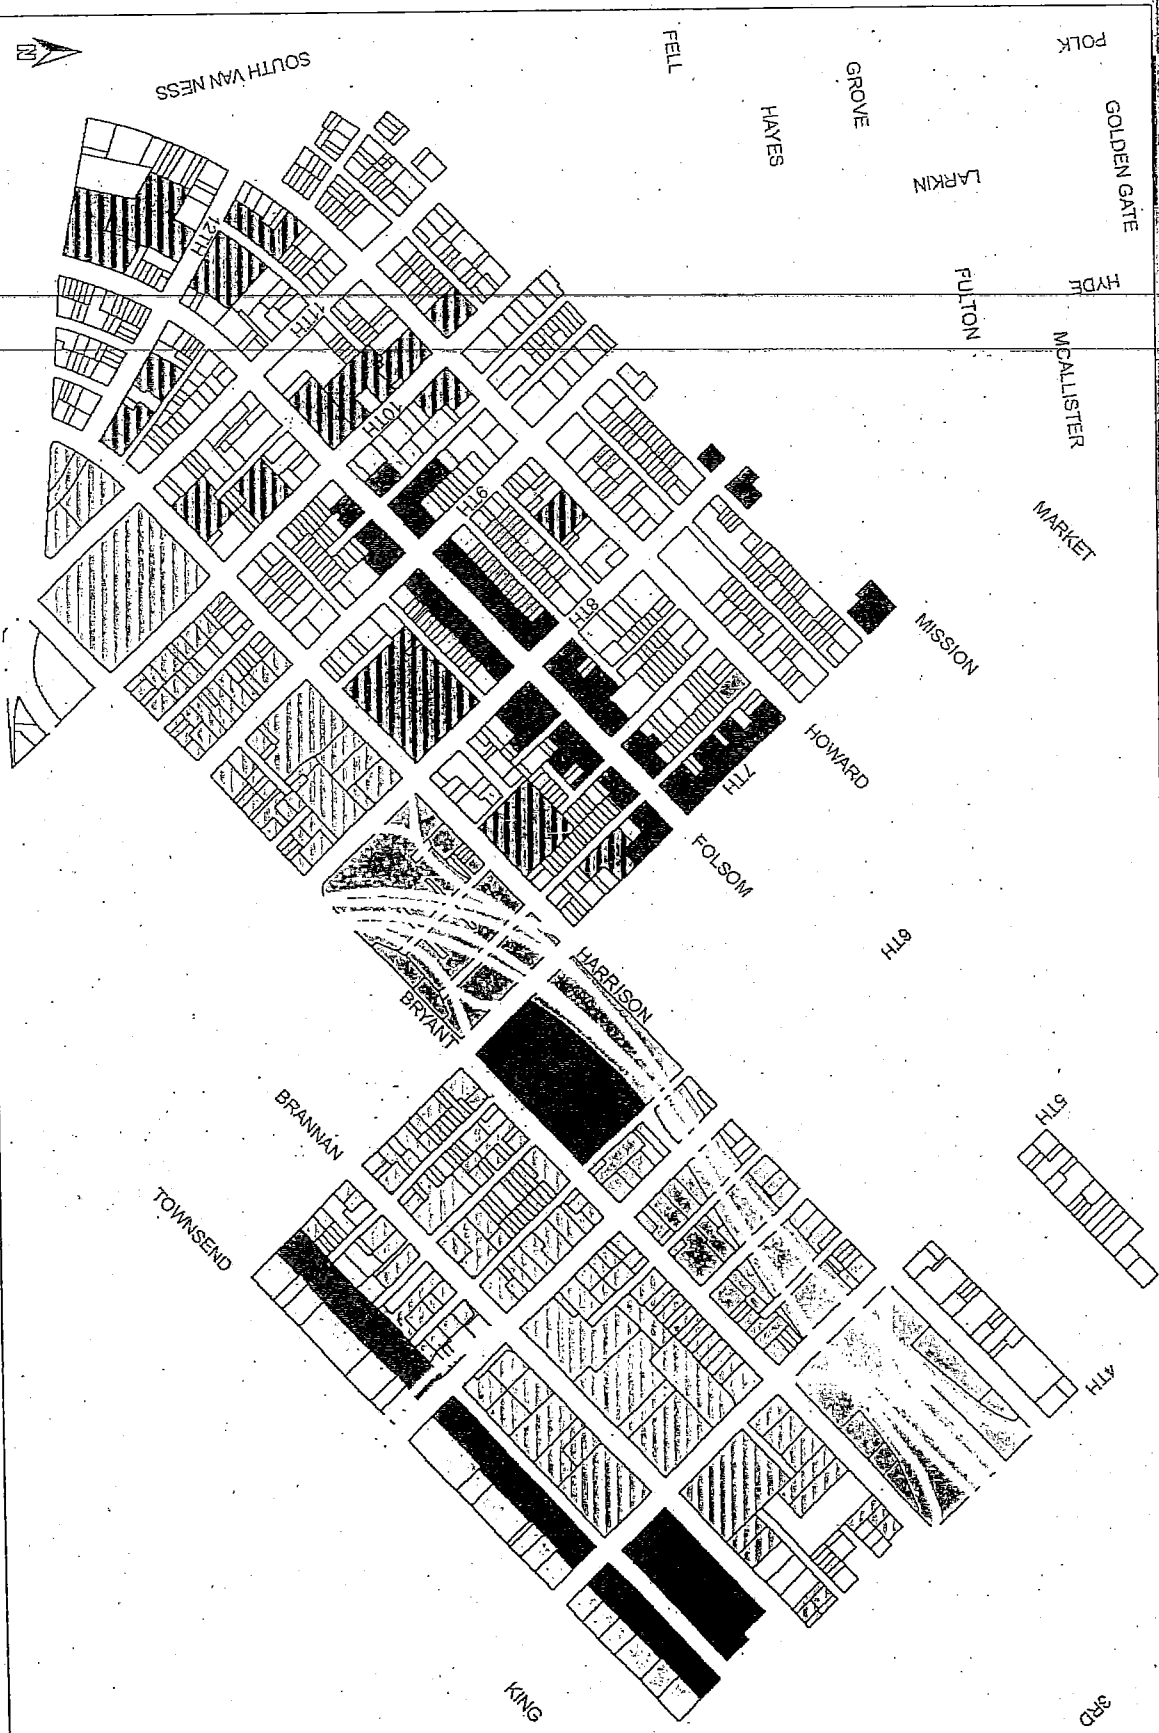 N
SOUTH VAN NESS
FELL
HAYES
GROVE
LARKIN
POLK
GOLDEN GATE
HYDE
FULTON
MCALLISTER
MARKET
MISSION
12TH
11TH
10TH
9TH
8TH
7TH
HOWARD
FOLSOM
6TH
HARRISON
BRYANT
5TH
BRANNAN
TOWNSEND
4TH
KING
3RD